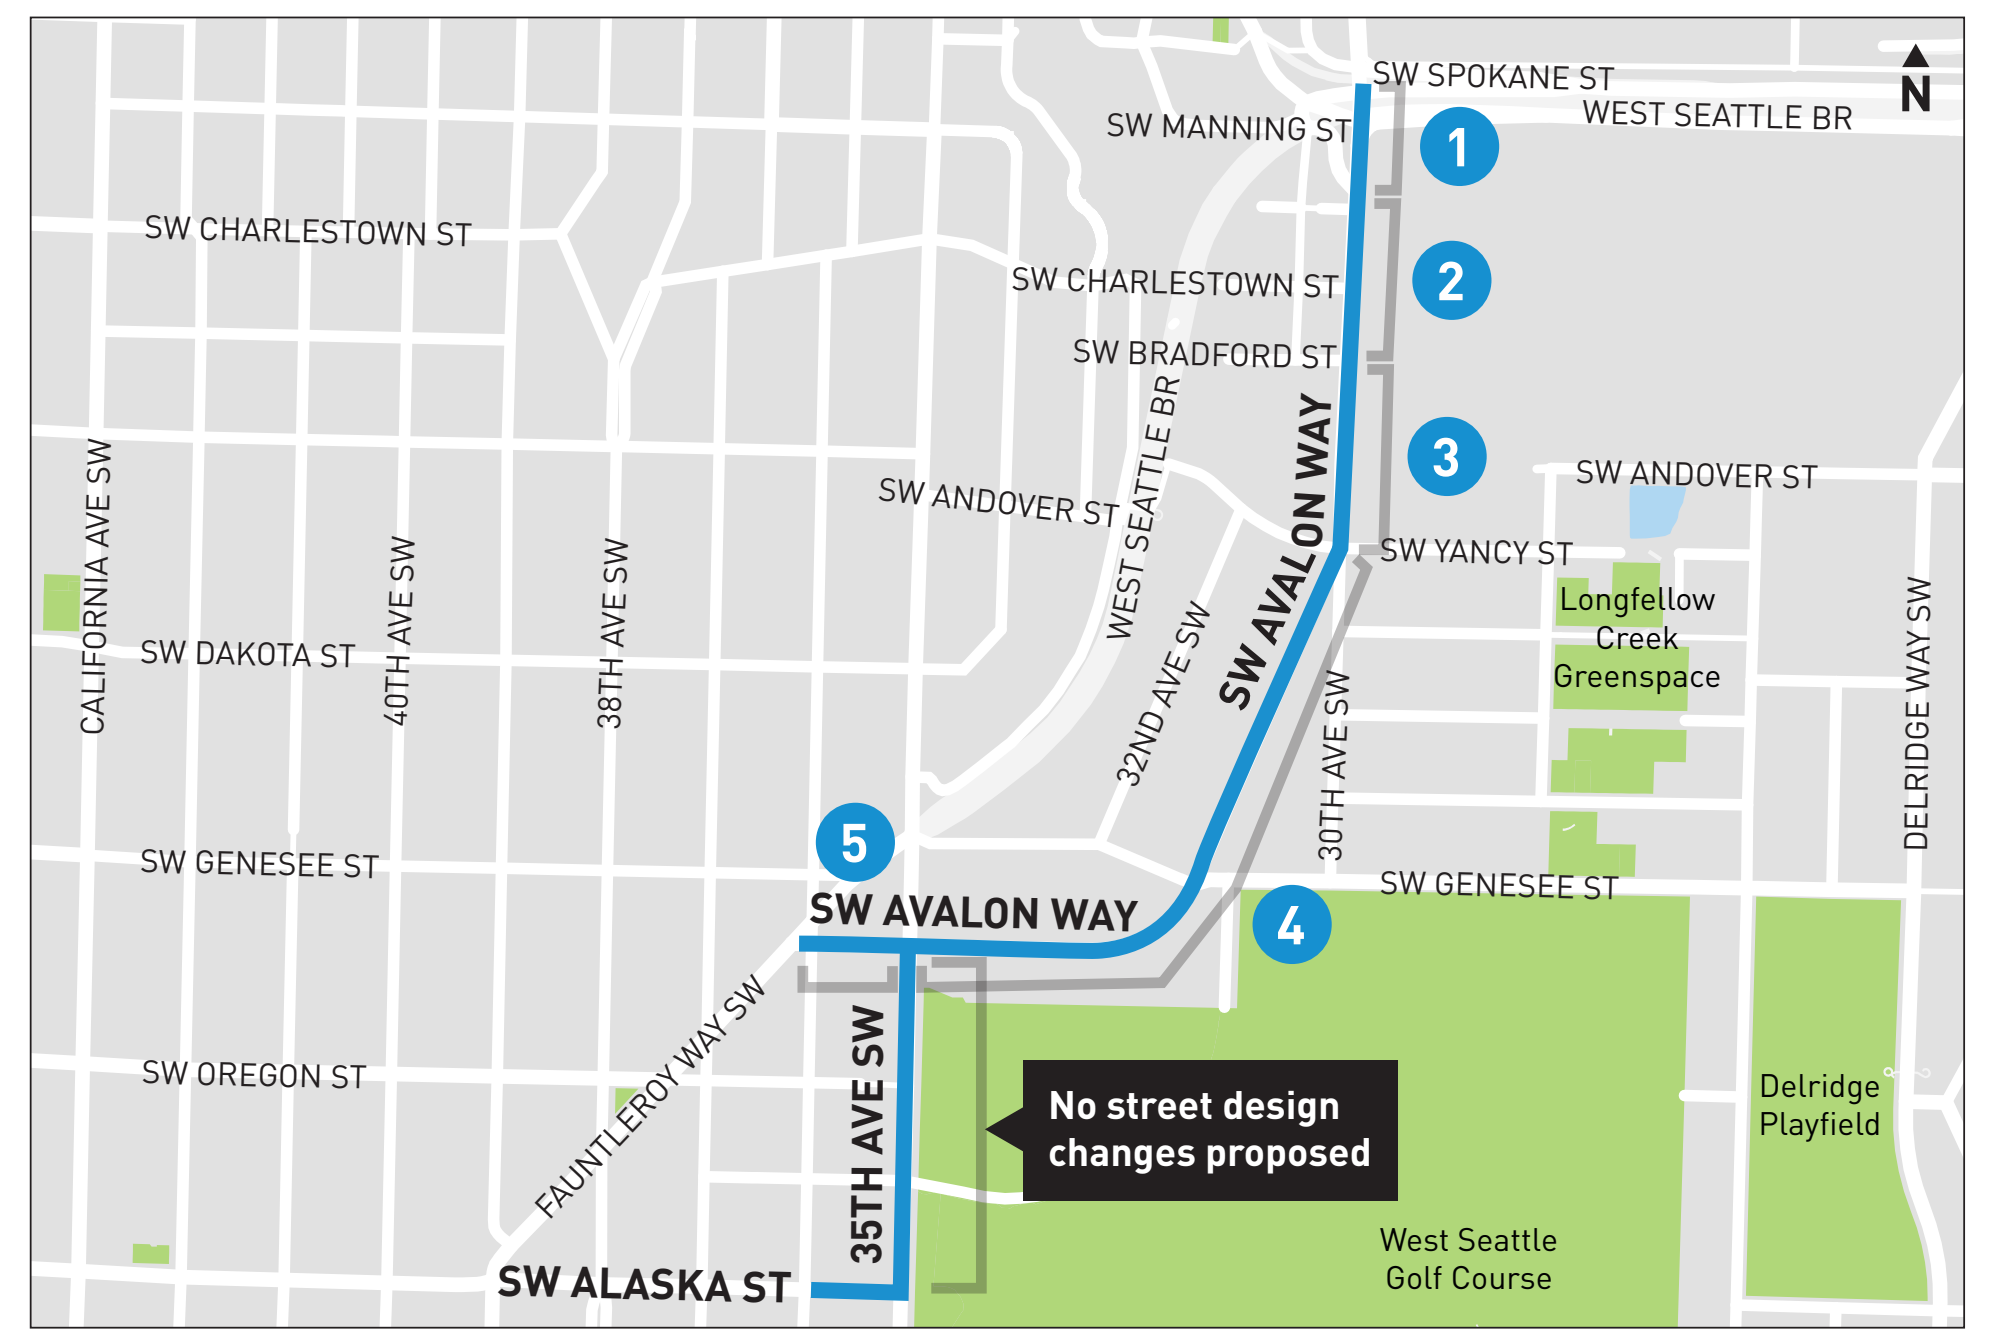 SW SPOKANE ST
N
WEST SEATTLE BR
SW MANNING ST
1
SW CHARLESTOWN ST
SW CHARLESTOWN ST
2
SW BRADFORD ST
WEST SEATTLE BR
SW AVALON WAY
3
SW ANDOVER ST
SW ANDOVER ST
CALIFORNIA AVE SW
40TH AVE SW
38TH AVE SW
SW YANCY ST
Longfellow
Creek
Greenspace
DELRIDGE WAY SW
32ND AVE SW
SW AVALON WAY
30TH AVE SW
SW DAKOTA ST
5
SW GENESEE ST
SW GENESEE ST
SW AVALON WAY
4
FAUNTLEROY WAY SW
35TH AVE SW
SW OREGON ST
No street design
changes proposed
Delridge
Playfield
West Seattle
Golf Course
SW ALASKA ST